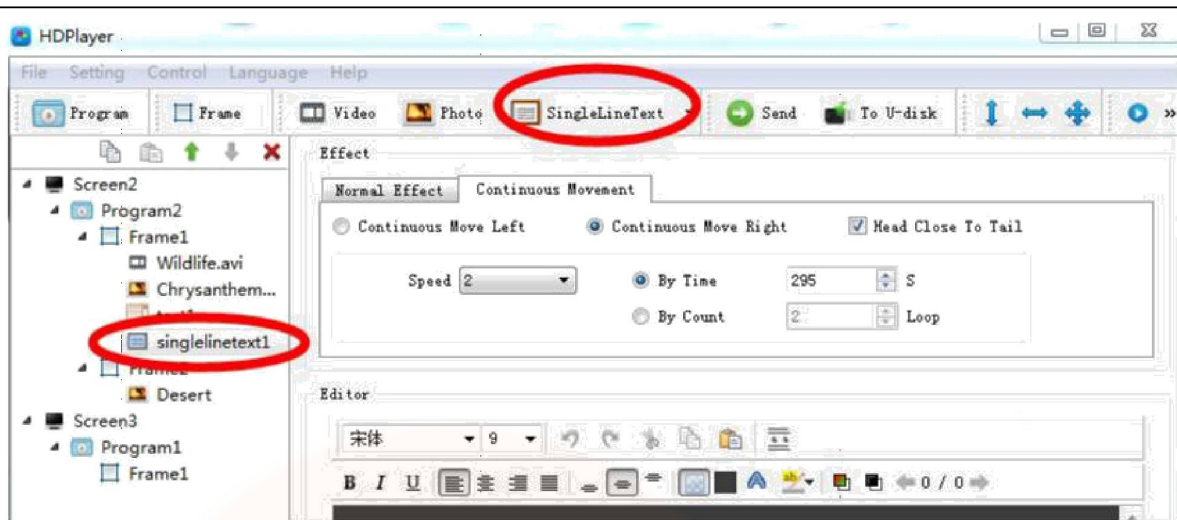 HDPlayer
File Setting Control Language Help
Program Frame Video Photo SingleLineText Send To U-disk »
Effect
Normal Effect Continuous Movement
Continuous Move Left Continuous Move Right Head Close To Tail
Speed 2 By Time 295 S
By Count 2 Loop
Screen2
Program2
Frame1
Wildlife.avi
Chrysanthem...
singlelinetext1
Desert
Screen3
Program1
Frame1
Editor
宋体 9
B I U 0 / 0